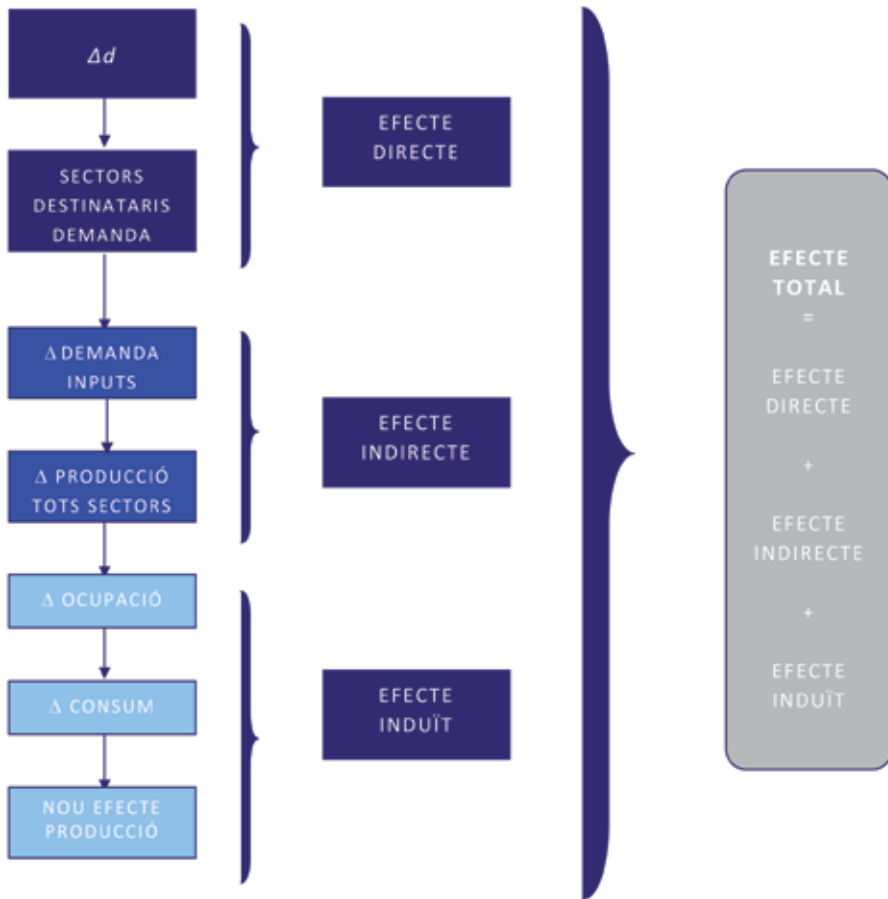 Δd
SECTORS
DESTINATARIS
DEMANDA
Δ DEMANDA
INPUTS
Δ PRODUCCIÓ
TOTS SECTORS
Δ OCUPACIÓ
Δ CONSUM
NOU EFECTE
PRODUCCIÓ
EFECTE
DIRECTE
EFECTE
INDIRECTE
EFECTE
INDUÏT
EFECTE
TOTAL
=
EFECTE
DIRECTE
+
EFECTE
INDIRECTE
+
EFECTE
INDUÏT